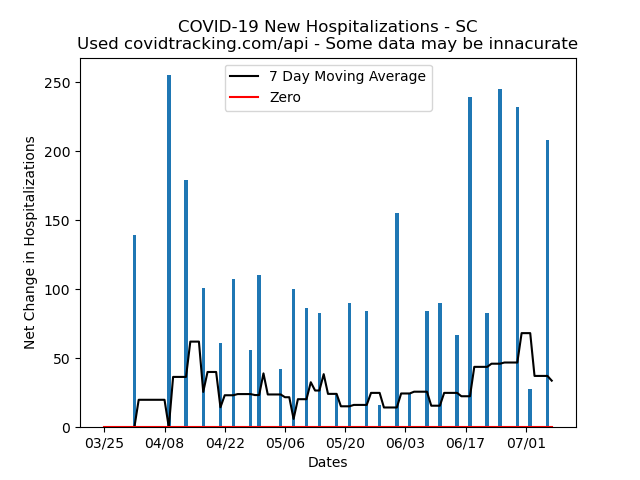 COVID-19 New Hospitalizations - SC
Used covidtracking.com/api - Some data may be innacurate
7 Day Moving Average
Zero
Net Change in Hospitalizations
250
200
150
100
50
0
03/25 04/08 04/22 05/06 05/20 06/03 06/17 07/01
Dates